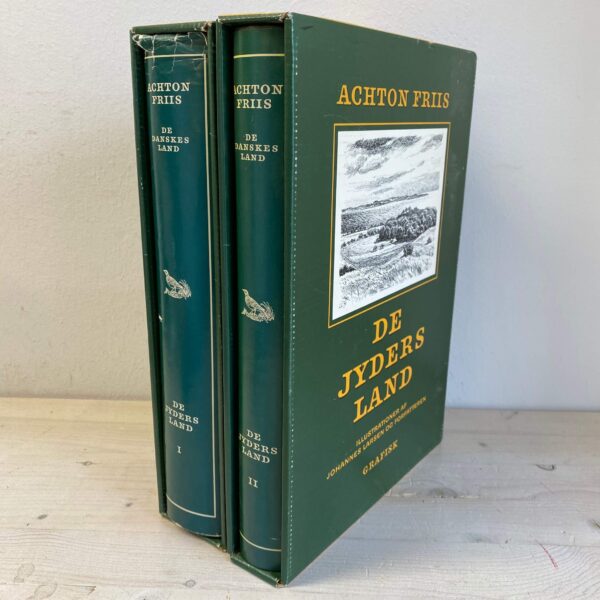 ACHTON
FRIIS
DE
DANSKES
LAND
DE
JYDERS
LAND
I
ACHTON
FRIIS
DE
DANSKES
LAND
DE
JYDERS
LAND
II
ACHTON FRIIS
DE
JYDERS
LAND
ILLUSTRATIONER AF
JOHANNES LARSEN OG FORFATTEREN
GRAFISK